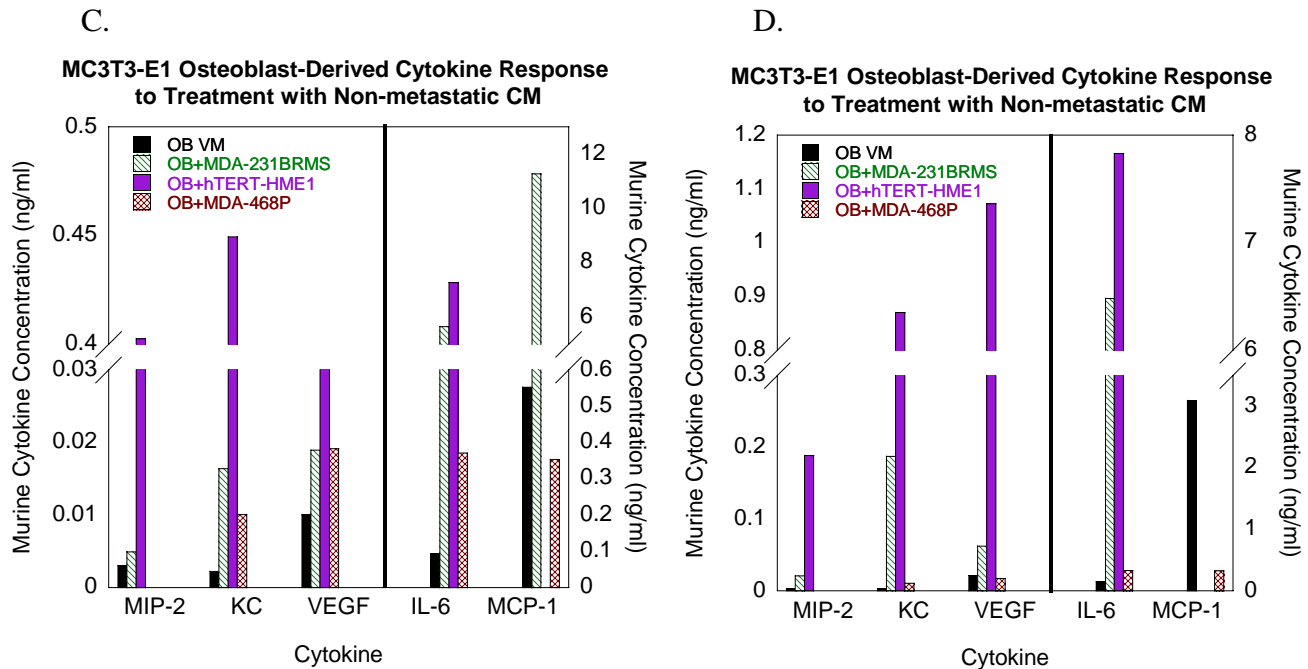 C.
MC3T3-E1 Osteoblast-Derived Cytokine Response
to Treatment with Non-metastatic CM
Murine Cytokine Concentration (ng/ml)
0.5
0.45
0.4
0.03
0.02
0.01
0
OB VM
OB+MDA-231BRMS
OB+hTERT-HME1
OB+MDA-468P
12
10
8
6
0.6
0.5
0.4
0.3
0.2
0.1
0
Murine Cytokine Concentration (ng/ml)
MIP-2 KC VEGF IL-6 MCP-1
Cytokine
D.
MC3T3-E1 Osteoblast-Derived Cytokine Response
to Treatment with Non-metastatic CM
Murine Cytokine Concentration (ng/ml)
1.2
1.1
1
0.9
0.8
0.3
0.2
0.1
0
OB VM
OB+MDA-231BRMS
OB+hTERT-HME1
OB+MDA-468P
8
7
6
3
2
1
0
Murine Cytokine Concentration (ng/ml)
MIP-2 KC VEGF IL-6 MCP-1
Cytokine